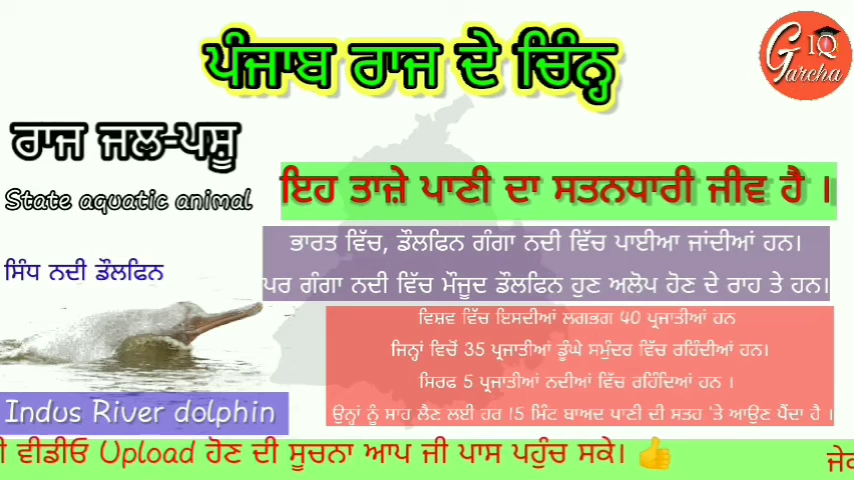 ਪੰਜਾਬ ਰਾਜ ਦੇ ਚਿੰਨ੍ਹ
IQ
Garcha
ਰਾਜ ਜਲ-ਪਸ਼ੂ
State aquatic animal
ਇਹ ਤਾਜ਼ੇ ਪਾਣੀ ਦਾ ਸਤਨਧਾਰੀ ਜੀਵ ਹੈ ।
ਭਾਰਤ ਵਿੱਚ, ਡੌਲਫਿਨ ਗੰਗਾ ਨਦੀ ਵਿੱਚ ਪਾਈਆ ਜਾਂਦੀਆਂ ਹਨ।
ਪਰ ਗੰਗਾ ਨਦੀ ਵਿੱਚ ਮੌਜੂਦ ਡੌਲਫਿਨ ਹੁਣ ਅਲੋਪ ਹੋਣ ਦੇ ਰਾਹ ਤੇ ਹਨ।
ਸਿੰਧ ਨਦੀ ਡੌਲਫਿਨ
ਵਿਸ਼ਵ ਵਿੱਚ ਇਸਦੀਆਂ ਲਗਭਗ 40 ਪ੍ਰਜਾਤੀਆਂ ਹਨ
ਜਿਨ੍ਹਾਂ ਵਿਚੋਂ 35 ਪ੍ਰਜਾਤੀਆਂ ਡੂੰਘੇ ਸਮੁੰਦਰ ਵਿੱਚ ਰਹਿੰਦੀਆਂ ਹਨ।
ਸਿਰਫ 5 ਪ੍ਰਜਾਤੀਆਂ ਨਦੀਆਂ ਵਿੱਚ ਰਹਿੰਦਿਆਂ ਹਨ ।
ਉਨ੍ਹਾਂ ਨੂੰ ਸਾਹ ਲੈਣ ਲਈ ਹਰ 15 ਮਿੰਟ ਬਾਅਦ ਪਾਣੀ ਦੀ ਸਤਹ 'ਤੇ ਆਉਣ ਪੈਂਦਾ ਹੈ ।
Indus River dolphin
ਵੀਡੀਓ Upload ਹੋਣ ਦੀ ਸੂਚਨਾ ਆਪ ਜੀ ਪਾਸ ਪਹੁੰਚ ਸਕੇ। 👍